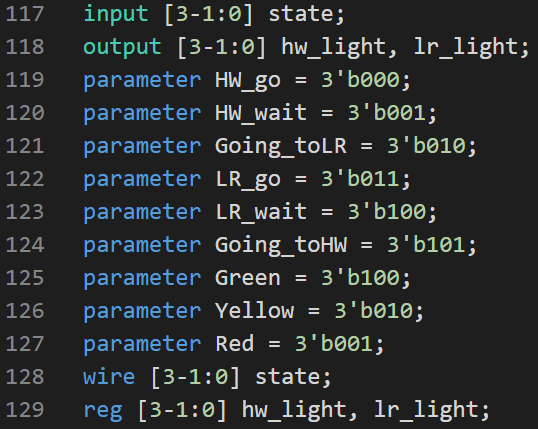 117 input [3-1:0] state;
118 output [3-1:0] hw_light, lr_light;
119 parameter HW_go = 3'b000;
120 parameter HW_wait = 3'b001;
121 parameter Going_toLR = 3'b010;
122 parameter LR_go = 3'b011;
123 parameter LR_wait = 3'b100;
124 parameter Going_toHW = 3'b101;
125 parameter Green = 3'b100;
126 parameter Yellow = 3'b010;
127 parameter Red = 3'b001;
128 wire [3-1:0] state;
129 reg [3-1:0] hw_light, lr_light;